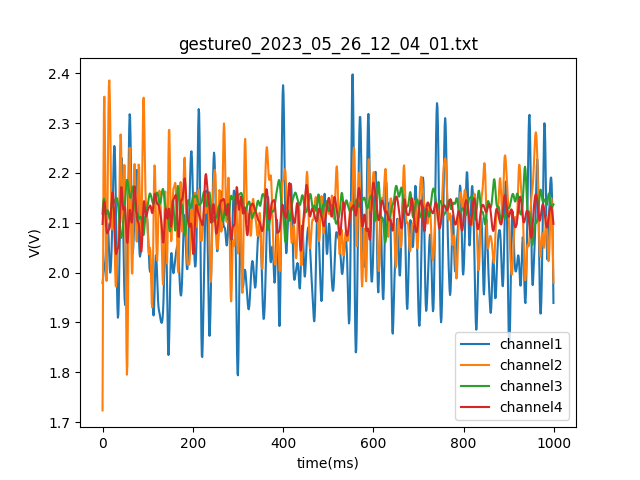 gesture0_2023_05_26_12_04_01.txt
V(V)
2.4
2.3
2.2
2.1
2.0
1.9
1.8
1.7
channel1
channel2
channel3
channel4
0 200 400 600 800 1000
time(ms)